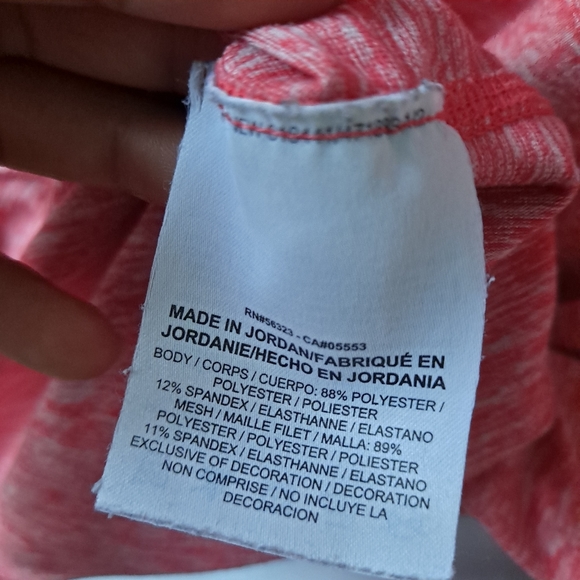 RN#56323 - CA#05553
MADE IN JORDAN/FABRIQUÉ EN
JORDANIE/HECHO EN JORDANIA
BODY / CORPS / CUERPO: 88% POLYESTER /
POLYESTER / POLIESTER
12% SPANDEX / ELASTHANNE / ELASTANO
MESH / MAILLE FILET / MALLA: 89%
POLYESTER / POLYESTER / POLIESTER
11% SPANDEX / ELASTHANNE / ELASTANO
EXCLUSIVE OF DECORATION / DECORATION
NON COMPRISE / NO INCLUYE LA
DECORACION